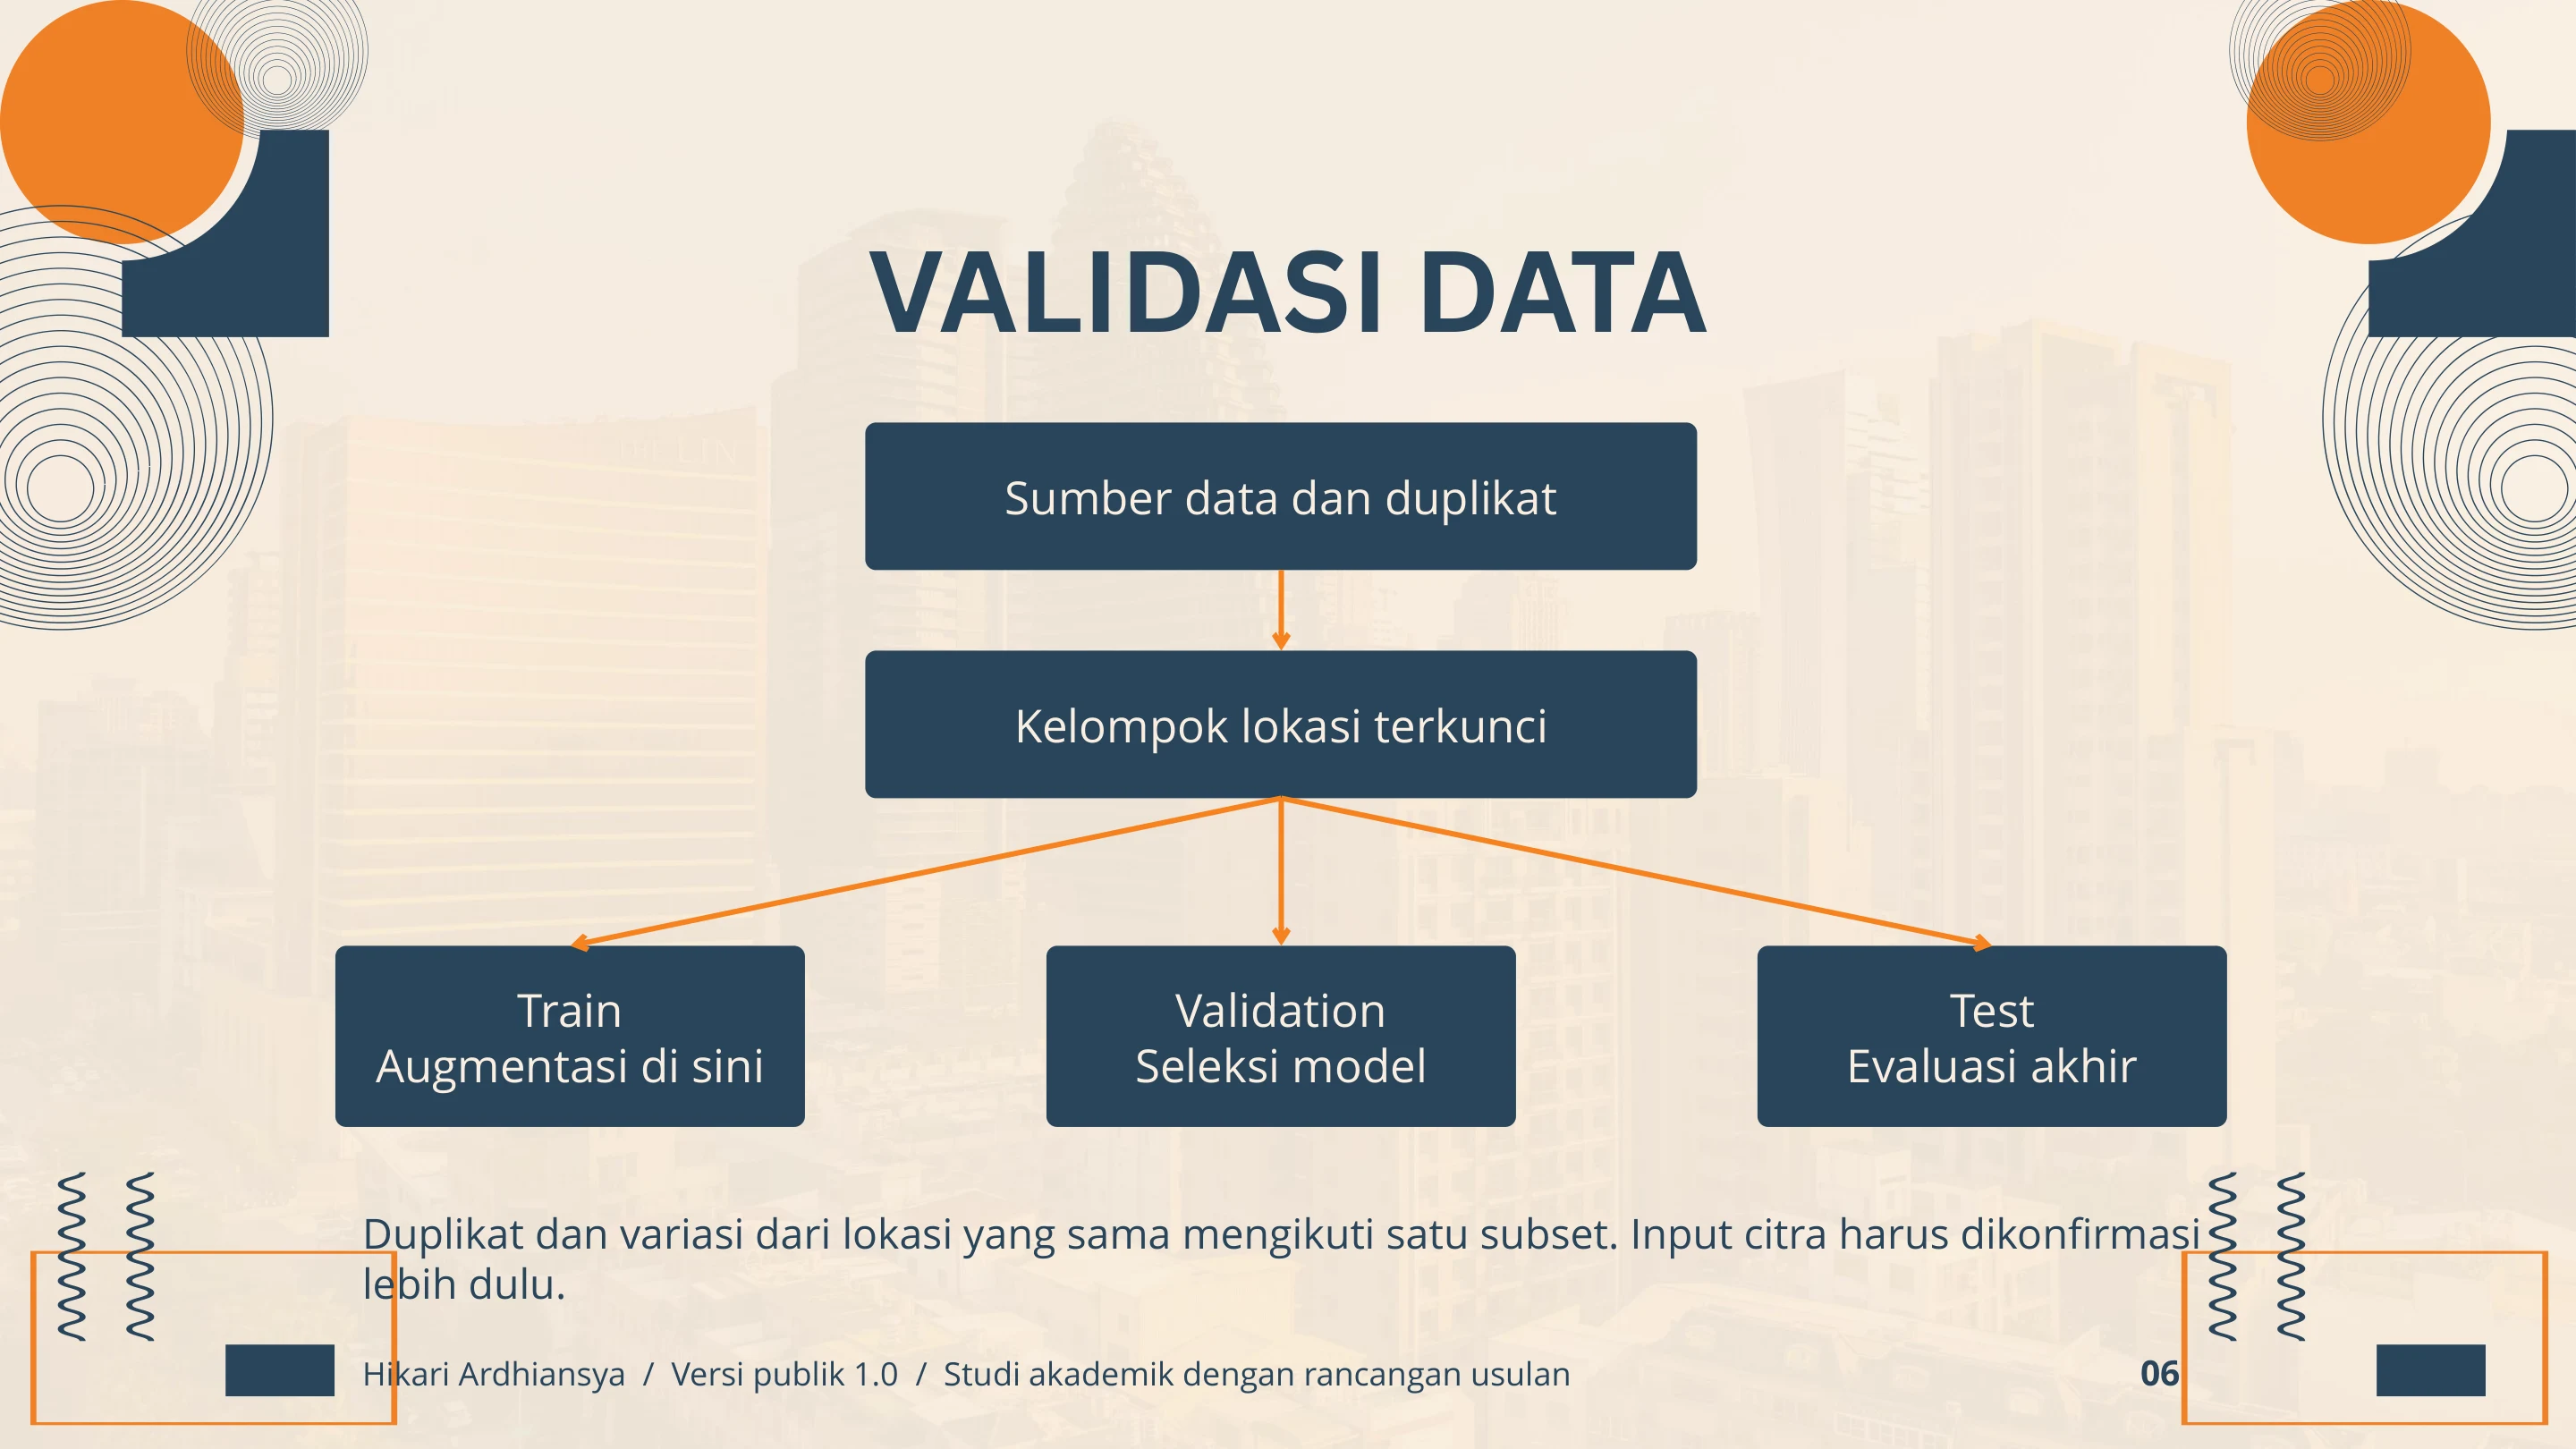 VALIDASI DATA
Sumber data dan duplikat
Kelompok lokasi terkunci
Train
Augmentasi di sini
Validation
Seleksi model
Test
Evaluasi akhir
Duplikat dan variasi dari lokasi yang sama mengikuti satu subset. Input citra harus dikonfirmasi
lebih dulu.
Hikari Ardhiansya / Versi publik 1.0 / Studi akademik dengan rancangan usulan
06